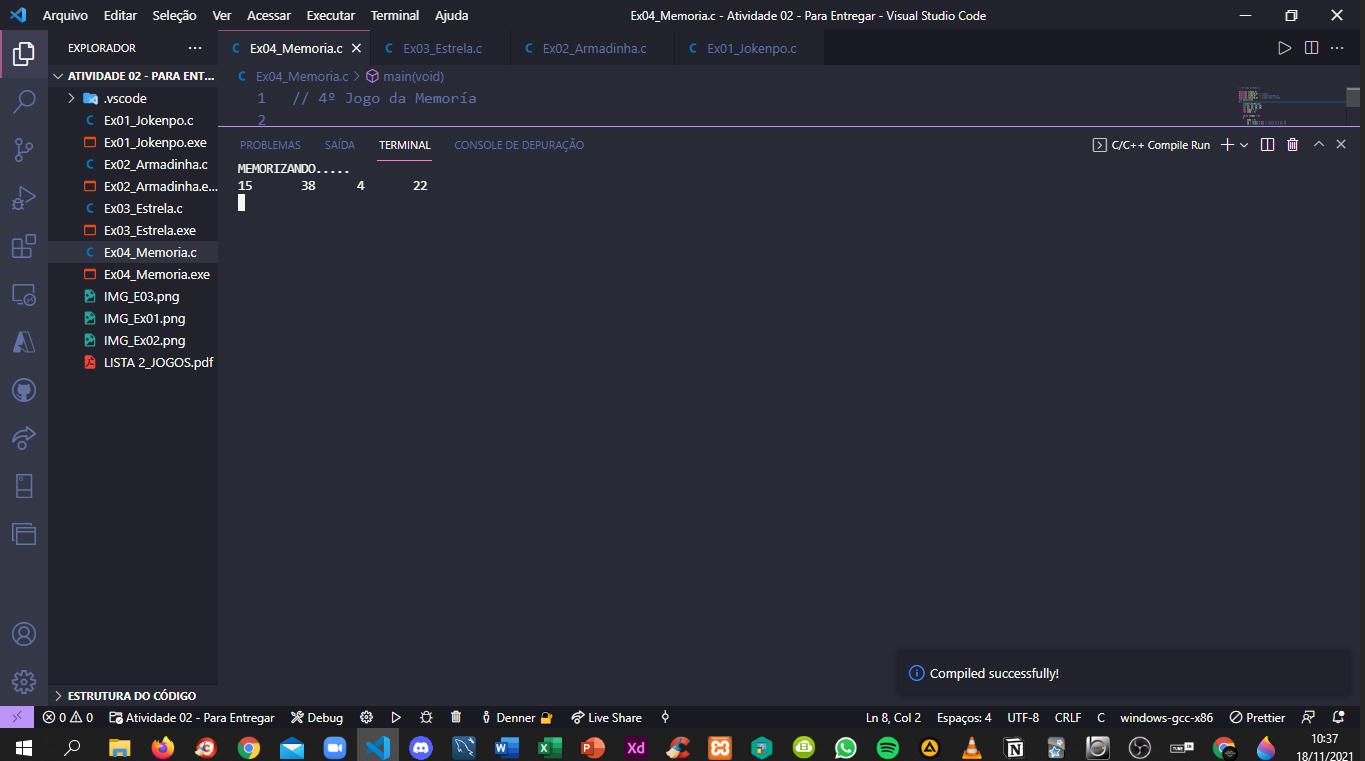 Arquivo Editar Seleção Ver Acessar Executar Terminal Ajuda
Ex04_Memoria.c - Atividade 02 - Para Entregar - Visual Studio Code
EXPLORADOR
ATIVIDADE 02 - PARA ENT...
.vscode
Ex01_Jokenpo.c
Ex01_Jokenpo.exe
Ex02_Armadinha.c
Ex02_Armadinha.e...
Ex03_Estrela.c
Ex03_Estrela.exe
Ex04_Memoria.c
Ex04_Memoria.exe
IMG_E03.png
IMG_Ex01.png
IMG_Ex02.png
LISTA 2_JOGOS.pdf
ESTRUTURA DO CÓDIGO
Ex04_Memoria.c Ex03_Estrela.c Ex02_Armadinha.c Ex01_Jokenpo.c
Ex04_Memoria.c > main(void)
1 // 4º Jogo da Memoría
2
PROBLEMAS SAÍDA TERMINAL CONSOLE DE DEPURAÇÃO C/C++ Compile Run
MEMORIZANDO.....
15 38 4 22
Compiled successfully!
0 0 Atividade 02 - Para Entregar Debug Denner Live Share Ln 8, Col 2 Espaços: 4 UTF-8 CRLF C windows-gcc-x86 Prettier
10:37
18/11/2021